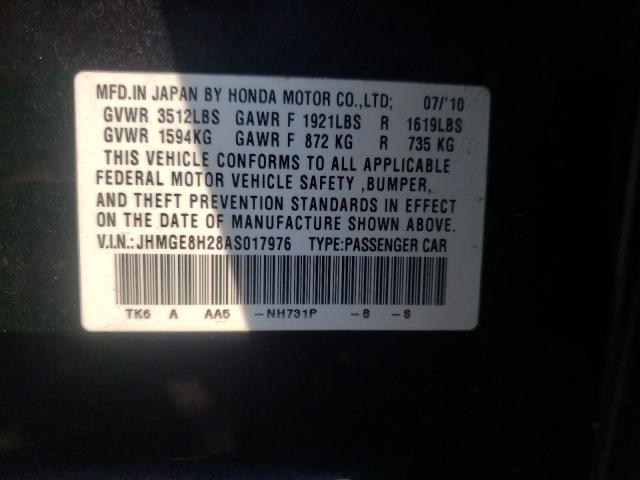 MFD.IN JAPAN BY HONDA MOTOR CO.,LTD; 07/'10
GVWR 3512LBS GAWR F 1921LBS R 1619LBS
GVWR 1594KG GAWR F 872 KG R 735 KG
THIS VEHICLE CONFORMS TO ALL APPLICABLE
FEDERAL MOTOR VEHICLE SAFETY ,BUMPER,
AND THEFT PREVENTION STANDARDS IN EFFECT
ON THE DATE OF MANUFACTURE SHOWN ABOVE.
V.I.N.:JHMGE8H28AS017976 TYPE:PASSENGER CAR
TK6 A AA5 -NH731P -B -S